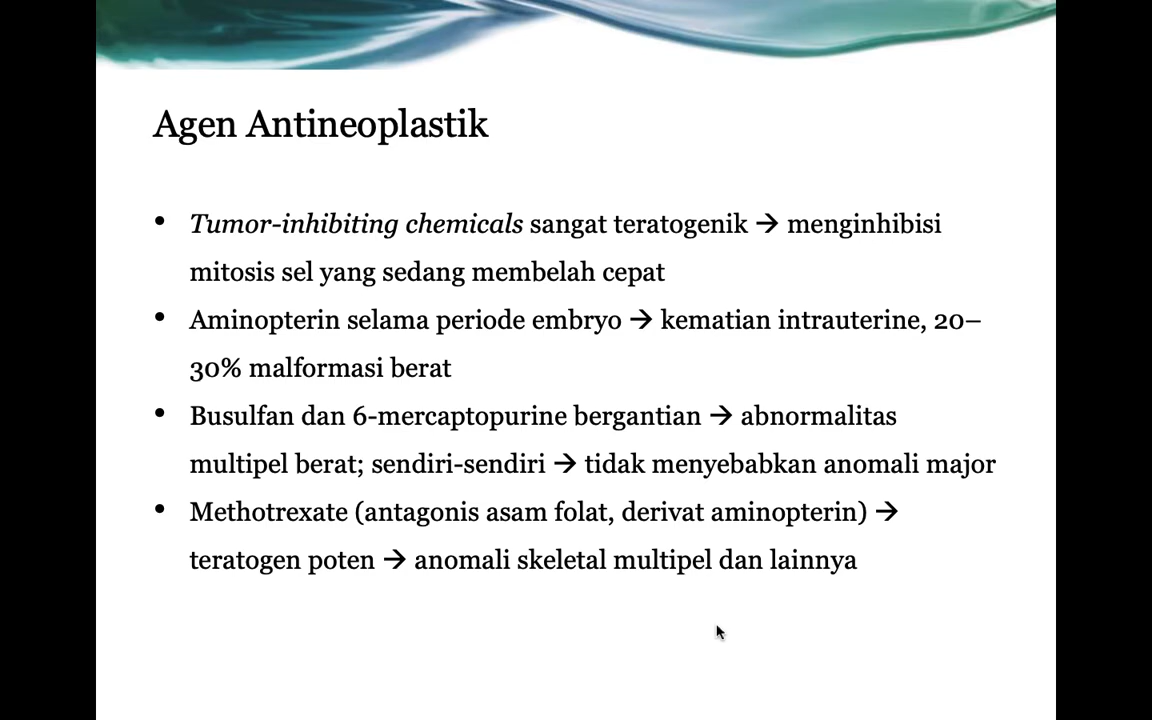 Agen Antineoplastik
• Tumor-inhibiting chemicals sangat teratogenik → menginhibisi
mitosis sel yang sedang membelah cepat
• Aminopterin selama periode embryo → kematian intrauterine, 20–
30% malformasi berat
• Busulfan dan 6-mercaptopurine bergantian → abnormalitas
multipel berat; sendiri-sendiri → tidak menyebabkan anomali major
• Methotrexate (antagonis asam folat, derivat aminopterin) →
teratogen poten → anomali skeletal multipel dan lainnya